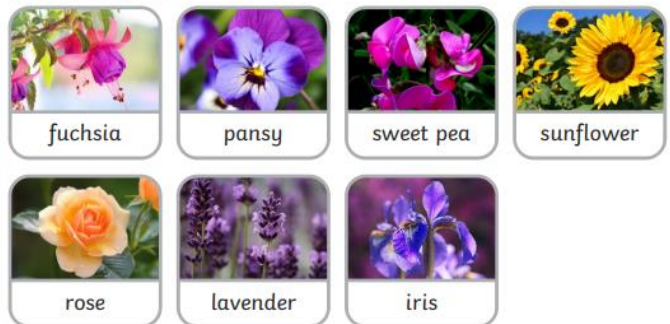 fuchsia
pansy
sweet pea
sunflower
rose
lavender
iris